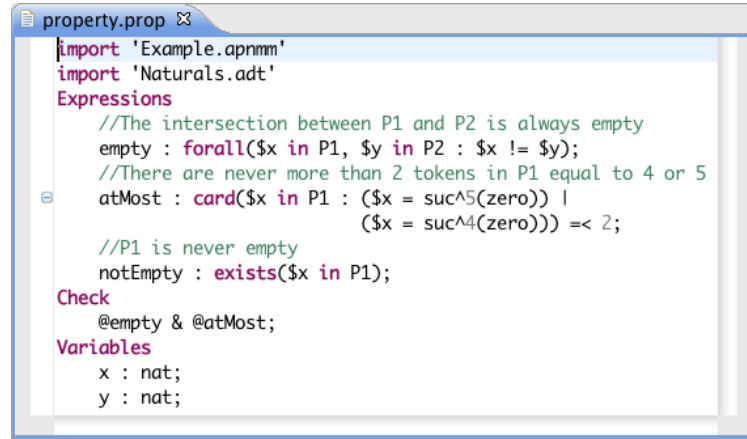 property.prop
import 'Example.apnmm'
import 'Naturals.adt'
Expressions
//The intersection between P1 and P2 is always empty
empty : forall($x in P1, $y in P2 : $x != $y);
//There are never more than 2 tokens in P1 equal to 4 or 5
atMost : card($x in P1 : ($x = suc^5(zero)) |
($x = suc^4(zero))) =< 2;
//P1 is never empty
notEmpty : exists($x in P1);
Check
@empty & @atMost;
Variables
x : nat;
y : nat;